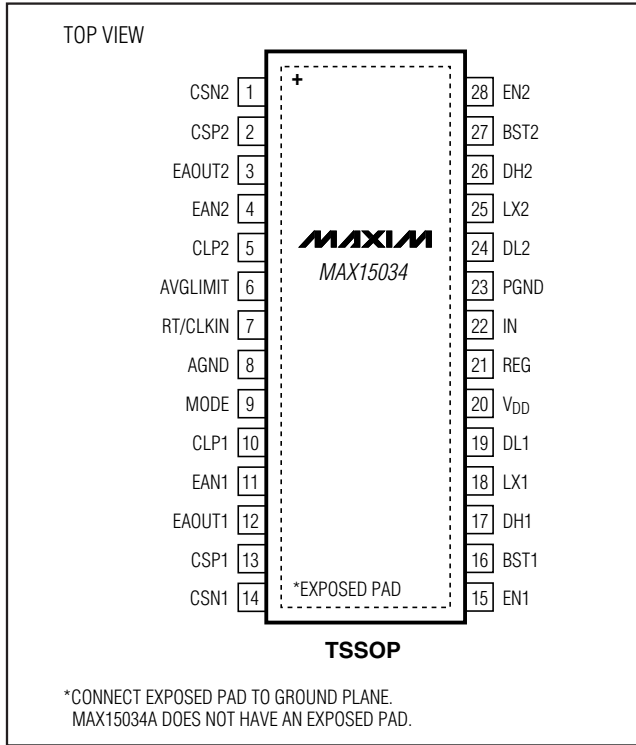 TOP VIEW
+
CSN2 1
CSP2 2
EAOUT2 3
EAN2 4
CLP2 5
AVGLIMIT 6
RT/CLKIN 7
AGND 8
MODE 9
CLP1 10
EAN1 11
EAOUT1 12
CSP1 13
CSN1 14
MAXIM
MAX15034
*EXPOSED PAD
28 EN2
27 BST2
26 DH2
25 LX2
24 DL2
23 PGND
22 IN
21 REG
20 VDD
19 DL1
18 LX1
17 DH1
16 BST1
15 EN1
TSSOP
*CONNECT EXPOSED PAD TO GROUND PLANE.
MAX15034A DOES NOT HAVE AN EXPOSED PAD.